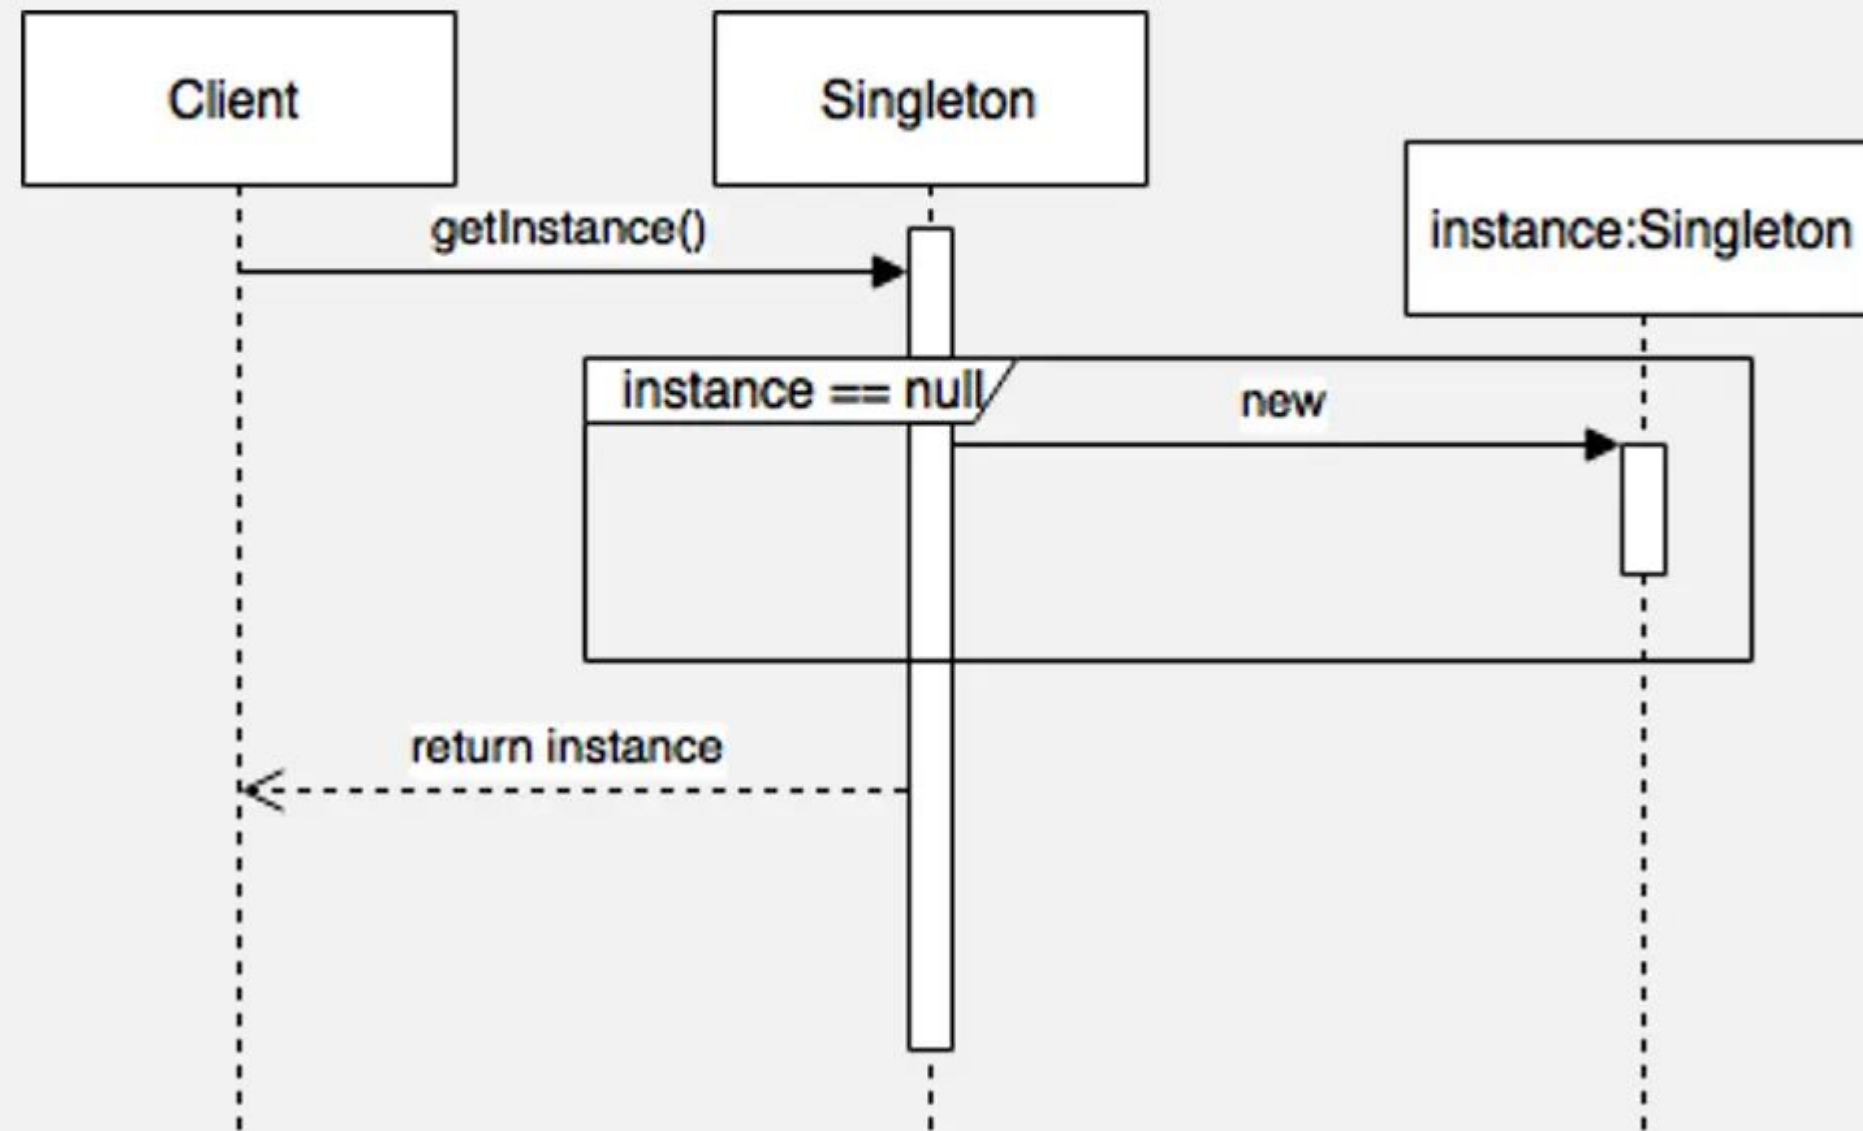 Client
Singleton
instance:Singleton
getInstance()
instance == null
new
return instance